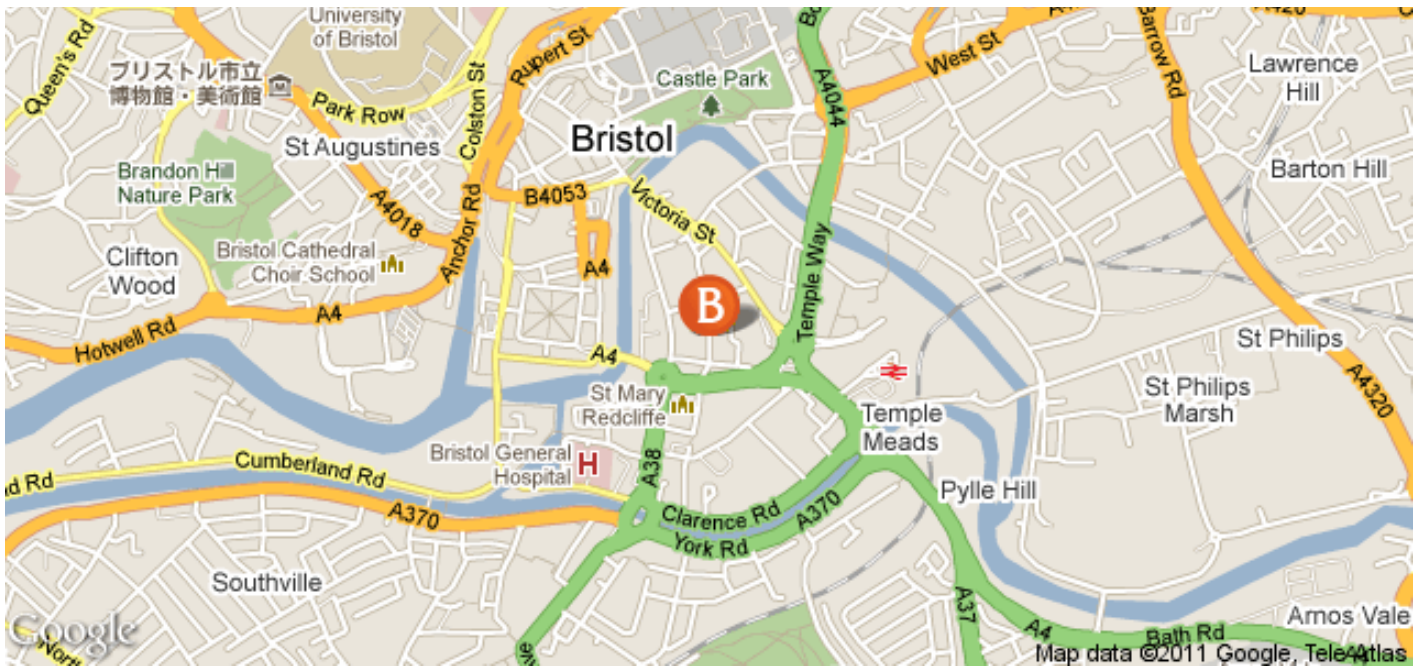 University
of Bristol
Queen's Rd
ブリストル市立
博物館・美術館
Park Row
Colston St
Rupert St
Castle Park
A4044
West St
Barrow Rd
A420
Lawrence
Hill
St Augustines
Bristol
Barton Hill
Brandon Hill
Nature Park
A4018
Anchor Rd
B4053
Victoria St
Clifton
Wood
Bristol Cathedral
Choir School
A4
B
Temple Way
Hotwell Rd
A4
A4
St Philips
St Mary
Redcliffe
Temple
Meads
St Philips
Marsh
A4320
Bristol General
Hospital
H
A38
Cumberland Rd
nd Rd
A370
Clarence Rd
A370
York Rd
Pylle Hill
Southville
A37
A4
Bath Rd
Arnos Vale
Google
North
Map data ©2011 Google, Tele Atlas